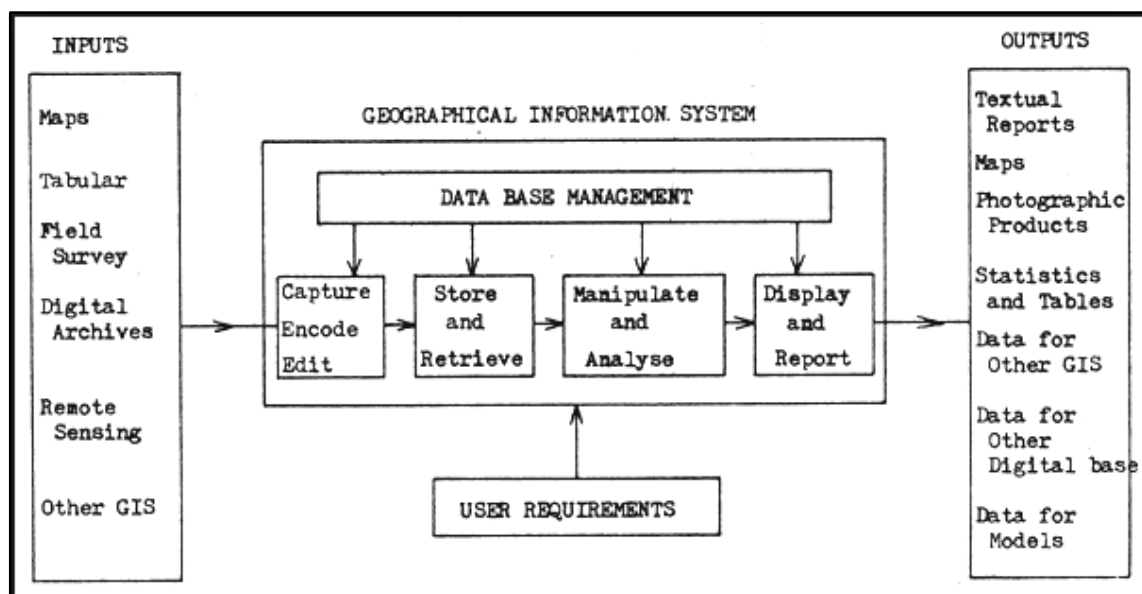 INPUTS
Maps
Tabular
Field
Survey
Digital
Archives
Remote
Sensing
Other GIS
GEOGRAPHICAL INFORMATION. SYSTEM
DATA BASE MANAGEMENT
Capture
Encode
Edit
Store
and
Retrieve
Manipulate
and
Analyse
Display
and
Report
USER REQUIREMENTS
OUTPUTS
Textual
Reports
Maps
Photographic
Products
Statistics
and Tables
Data for
Other GIS
Data for
Other
Digital base
Data for
Models